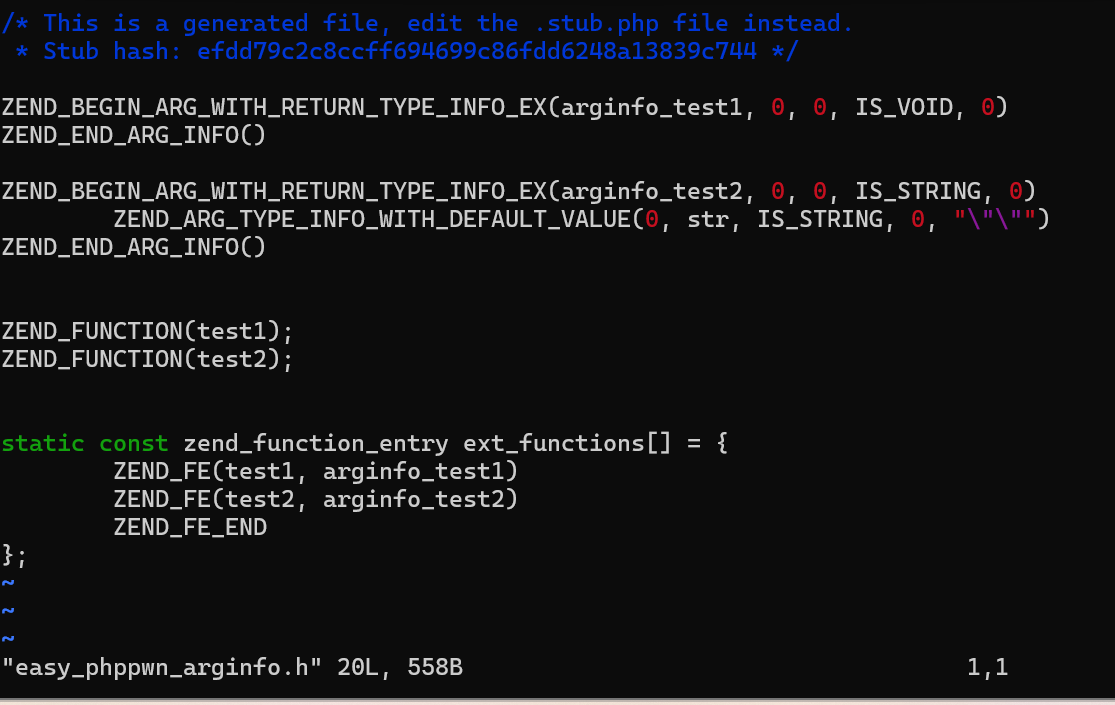 /* This is a generated file, edit the .stub.php file instead.
 * Stub hash: efdd79c2c8ccff694699c86fdd6248a13839c744 */
ZEND_BEGIN_ARG_WITH_RETURN_TYPE_INFO_EX(arginfo_test1, 0, 0, IS_VOID, 0)
ZEND_END_ARG_INFO()
ZEND_BEGIN_ARG_WITH_RETURN_TYPE_INFO_EX(arginfo_test2, 0, 0, IS_STRING, 0)
        ZEND_ARG_TYPE_INFO_WITH_DEFAULT_VALUE(0, str, IS_STRING, 0, "\"\"")
ZEND_END_ARG_INFO()
ZEND_FUNCTION(test1);
ZEND_FUNCTION(test2);
static const zend_function_entry ext_functions[] = {
        ZEND_FE(test1, arginfo_test1)
        ZEND_FE(test2, arginfo_test2)
        ZEND_FE_END
};
~
~
~
"easy_phppwn_arginfo.h" 20L, 558B 1,1